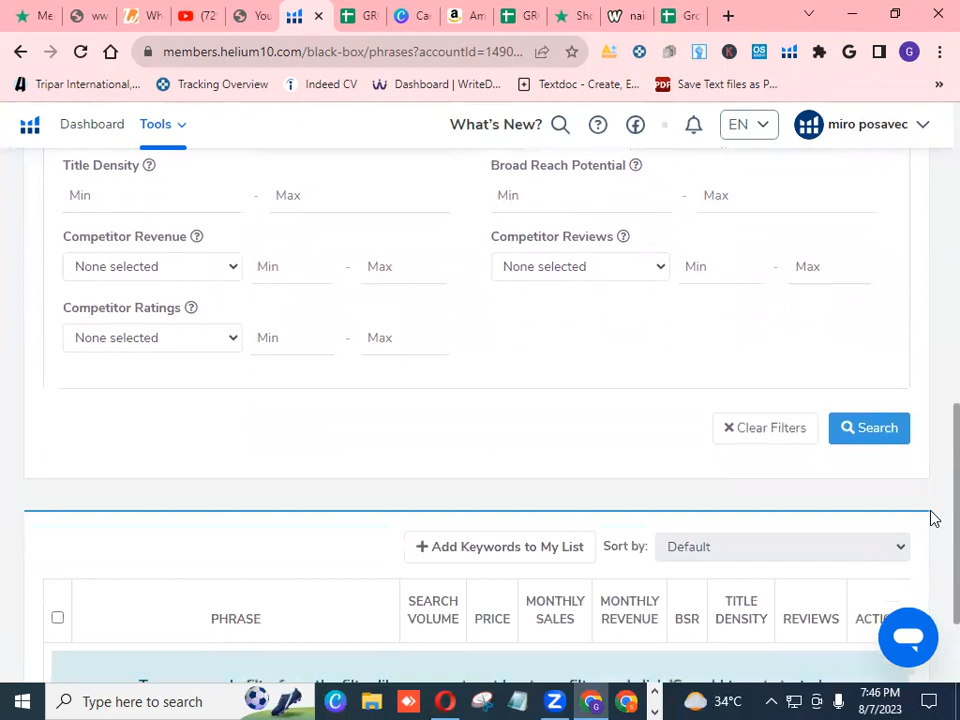 Me
ww
Wh
(72
You
GR
Ca
Am
GR
Sho
nai
Gro
members.helium10.com/black-box/phrases?accountId=1490...
G
Tripar International,...
Tracking Overview
Indeed CV
Dashboard | WriteD...
Textdoc - Create, E...
Save Text files as P...
»
Dashboard
Tools
What's New?
EN
miro posavec
Title Density
Broad Reach Potential
Min - Max
Min - Max
Competitor Revenue
Competitor Reviews
None selected Min - Max
None selected Min - Max
Competitor Ratings
None selected Min - Max
Clear Filters
Search
+ Add Keywords to My List
Sort by: Default
PHRASE
SEARCH VOLUME
PRICE
MONTHLY SALES
MONTHLY REVENUE
BSR
TITLE DENSITY
REVIEWS
Type here to search
34°C
7:46 PM
8/7/2023